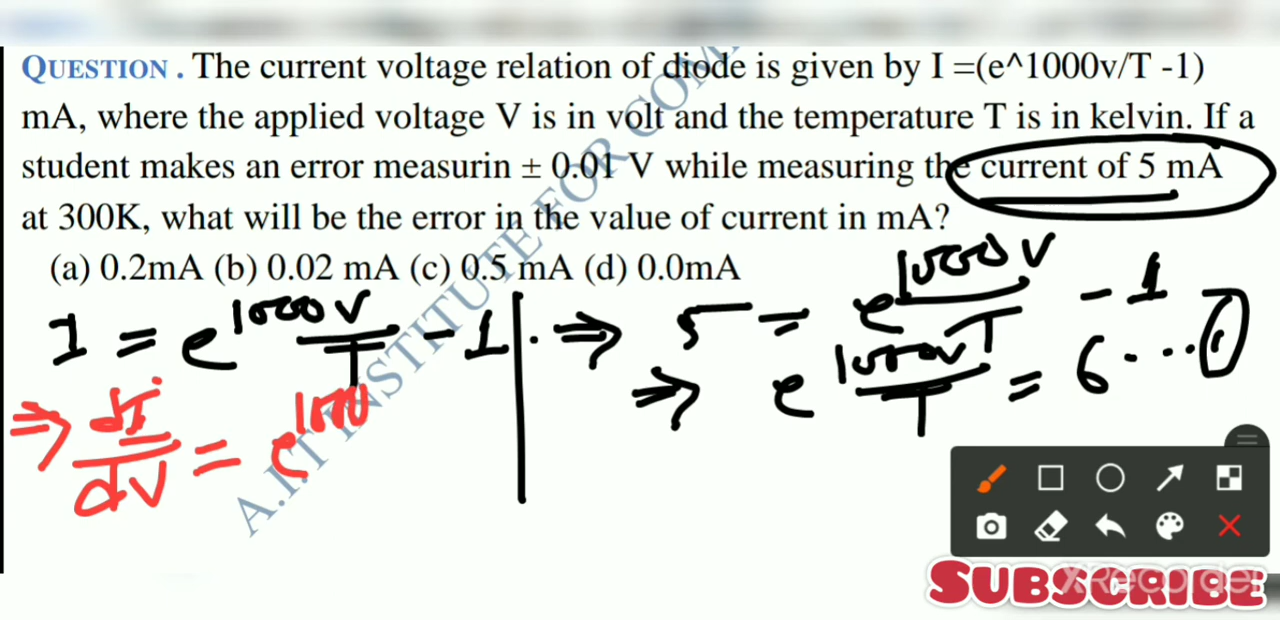 QUESTION . The current voltage relation of diode is given by I =(e^1000v/T -1)
mA, where the applied voltage V is in volt and the temperature T is in kelvin. If a
student makes an error measurin ± 0.01 V while measuring the current of 5 mA
at 300K, what will be the error in the value of current in mA?
(a) 0.2mA (b) 0.02 mA (c) 0.5 mA (d) 0.0mA
I = e^1000V/T - 1 . ⇒ 5 = e^1000V/T - 1
⇒ e^1000V/T = 6 ... (1)
⇒ dI/dV = e^1000
A.I.T INSTITUTE FOR COM
SUBSCRIBE
XRecorder